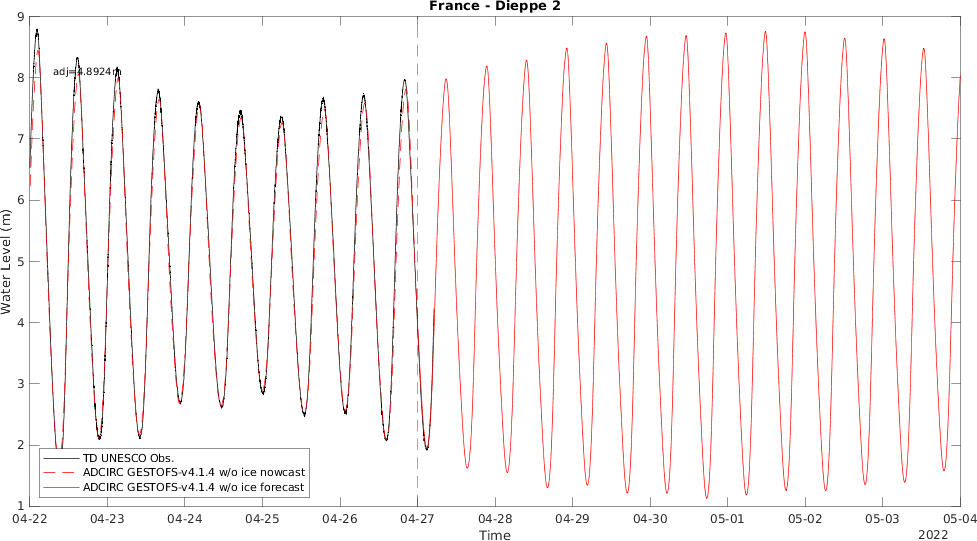 France - Dieppe 2
9
8
7
6
5
4
3
2
1
Water Level (m)
adj=4.8924m
TD UNESCO Obs.
ADCIRC GESTOFS-v4.1.4 w/o ice nowcast
ADCIRC GESTOFS-v4.1.4 w/o ice forecast
04-22 04-23 04-24 04-25 04-26 04-27 04-28 04-29 04-30 05-01 05-02 05-03 05-04
Time
2022